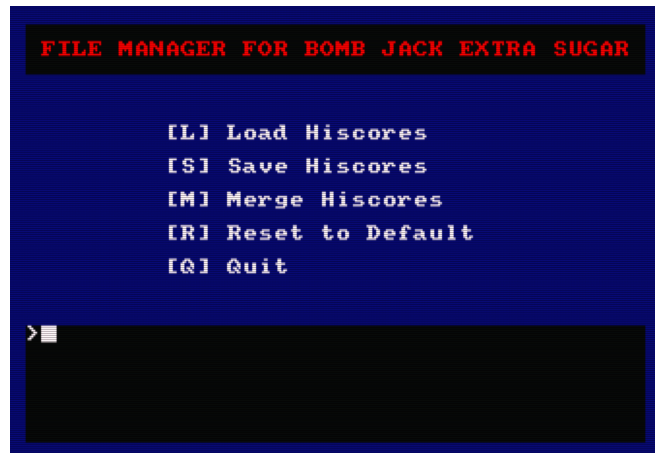 FILE MANAGER FOR BOMB JACK EXTRA SUGAR
[L] Load Hiscores
[S] Save Hiscores
[M] Merge Hiscores
[R] Reset to Default
[Q] Quit
>